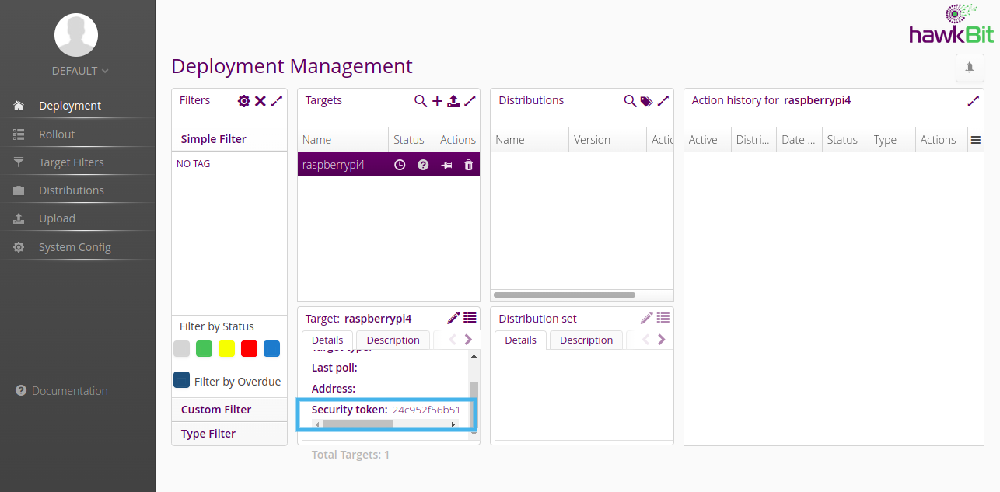 hawkBit
DEFAULT
Deployment
Rollout
Target Filters
Distributions
Upload
System Config
Documentation
Deployment Management
Filters
Simple Filter
NO TAG
Filter by Status
Filter by Overdue
Custom Filter
Type Filter
Targets
Name Status Actions
raspberrypi4
Target: raspberrypi4
Details Description
Last poll:
Address:
Security token: 24c952f56b51
Total Targets: 1
Distributions
Name Version Actic
Distribution set
Details Description
Action history for raspberrypi4
Active Distri... Date ... Status Type Actions